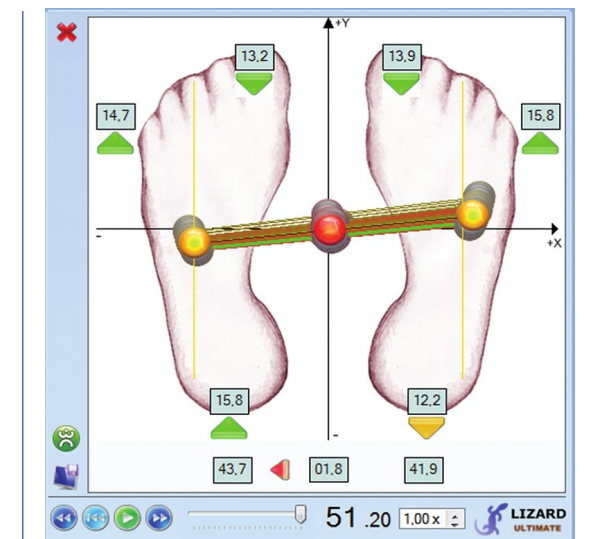 +Y
13,2
13,9
14,7
15,8
-
+X
15,8
12,2
-
43,7
01,8
41,9
51 .20
1,00 x
LIZARD
ULTIMATE